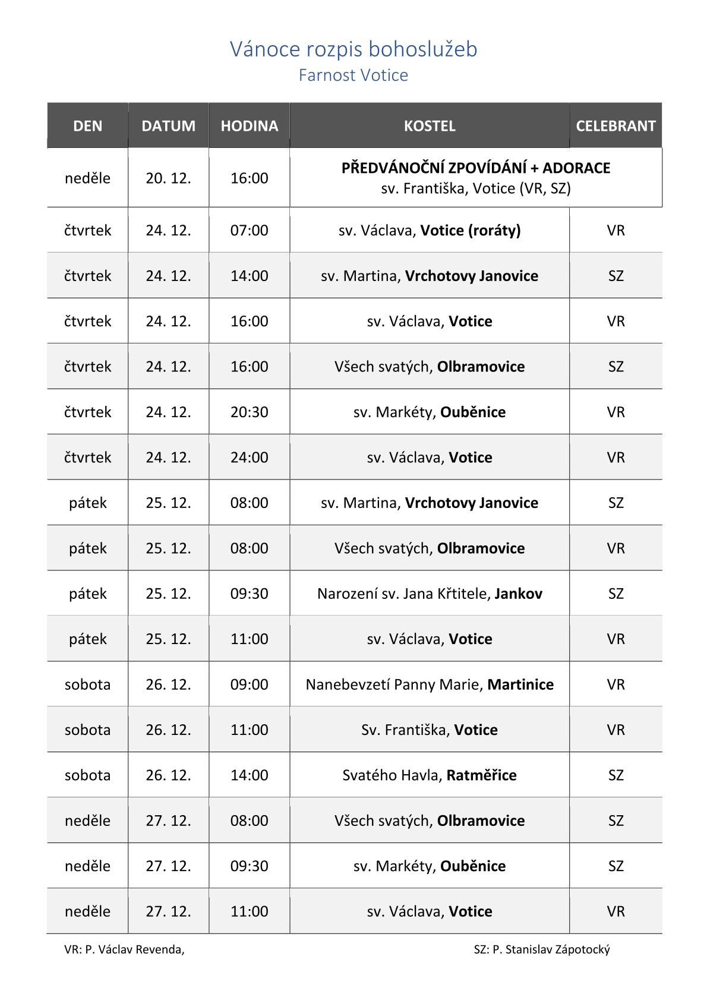 Vánoce rozpis bohoslužeb
Farnost Votice
DEN DATUM HODINA KOSTEL CELEBRANT
neděle 20. 12. 16:00 PŘEDVÁNOČNÍ ZPOVÍDÁNÍ + ADORACE
sv. Františka, Votice (VR, SZ)
čtvrtek 24. 12. 07:00 sv. Václava, Votice (roráty) VR
čtvrtek 24. 12. 14:00 sv. Martina, Vrchotovy Janovice SZ
čtvrtek 24. 12. 16:00 sv. Václava, Votice VR
čtvrtek 24. 12. 16:00 Všech svatých, Olbramovice SZ
čtvrtek 24. 12. 20:30 sv. Markéty, Ouběnice VR
čtvrtek 24. 12. 24:00 sv. Václava, Votice VR
pátek 25. 12. 08:00 sv. Martina, Vrchotovy Janovice SZ
pátek 25. 12. 08:00 Všech svatých, Olbramovice VR
pátek 25. 12. 09:30 Narození sv. Jana Křtitele, Jankov SZ
pátek 25. 12. 11:00 sv. Václava, Votice VR
sobota 26. 12. 09:00 Nanebevzetí Panny Marie, Martinice VR
sobota 26. 12. 11:00 Sv. Františka, Votice VR
sobota 26. 12. 14:00 Svatého Havla, Ratměřice SZ
neděle 27. 12. 08:00 Všech svatých, Olbramovice SZ
neděle 27. 12. 09:30 sv. Markéty, Ouběnice SZ
neděle 27. 12. 11:00 sv. Václava, Votice VR
VR: P. Václav Revenda, SZ: P. Stanislav Zápotocký